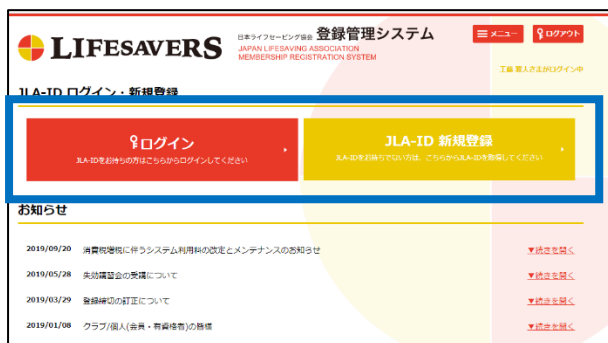 LIFESAVERS
日本ライフセービング協会 登録管理システム
JAPAN LIFESAVING ASSOCIATION
MEMBERSHIP REGISTRATION SYSTEM
メニュー
ログアウト
さまがログイン中
JLA-ID ログイン・新規登録
ログイン
JLA-IDをお持ちの方はこちらからログインしてください
JLA-ID 新規登録
JLA-IDをお持ちでない方は、こちらからJLA-IDを取得してください
お知らせ
2019/09/20 消費税増税に伴うシステム利用料の改定とメンテナンスのお知らせ ▼続きを開く
2019/05/28 失効講習会の受講について ▼続きを開く
2019/03/29 登録締切の訂正について ▼続きを開く
2019/01/08 クラブ/個人(会員・有資格者)の皆様 ▼続きを開く